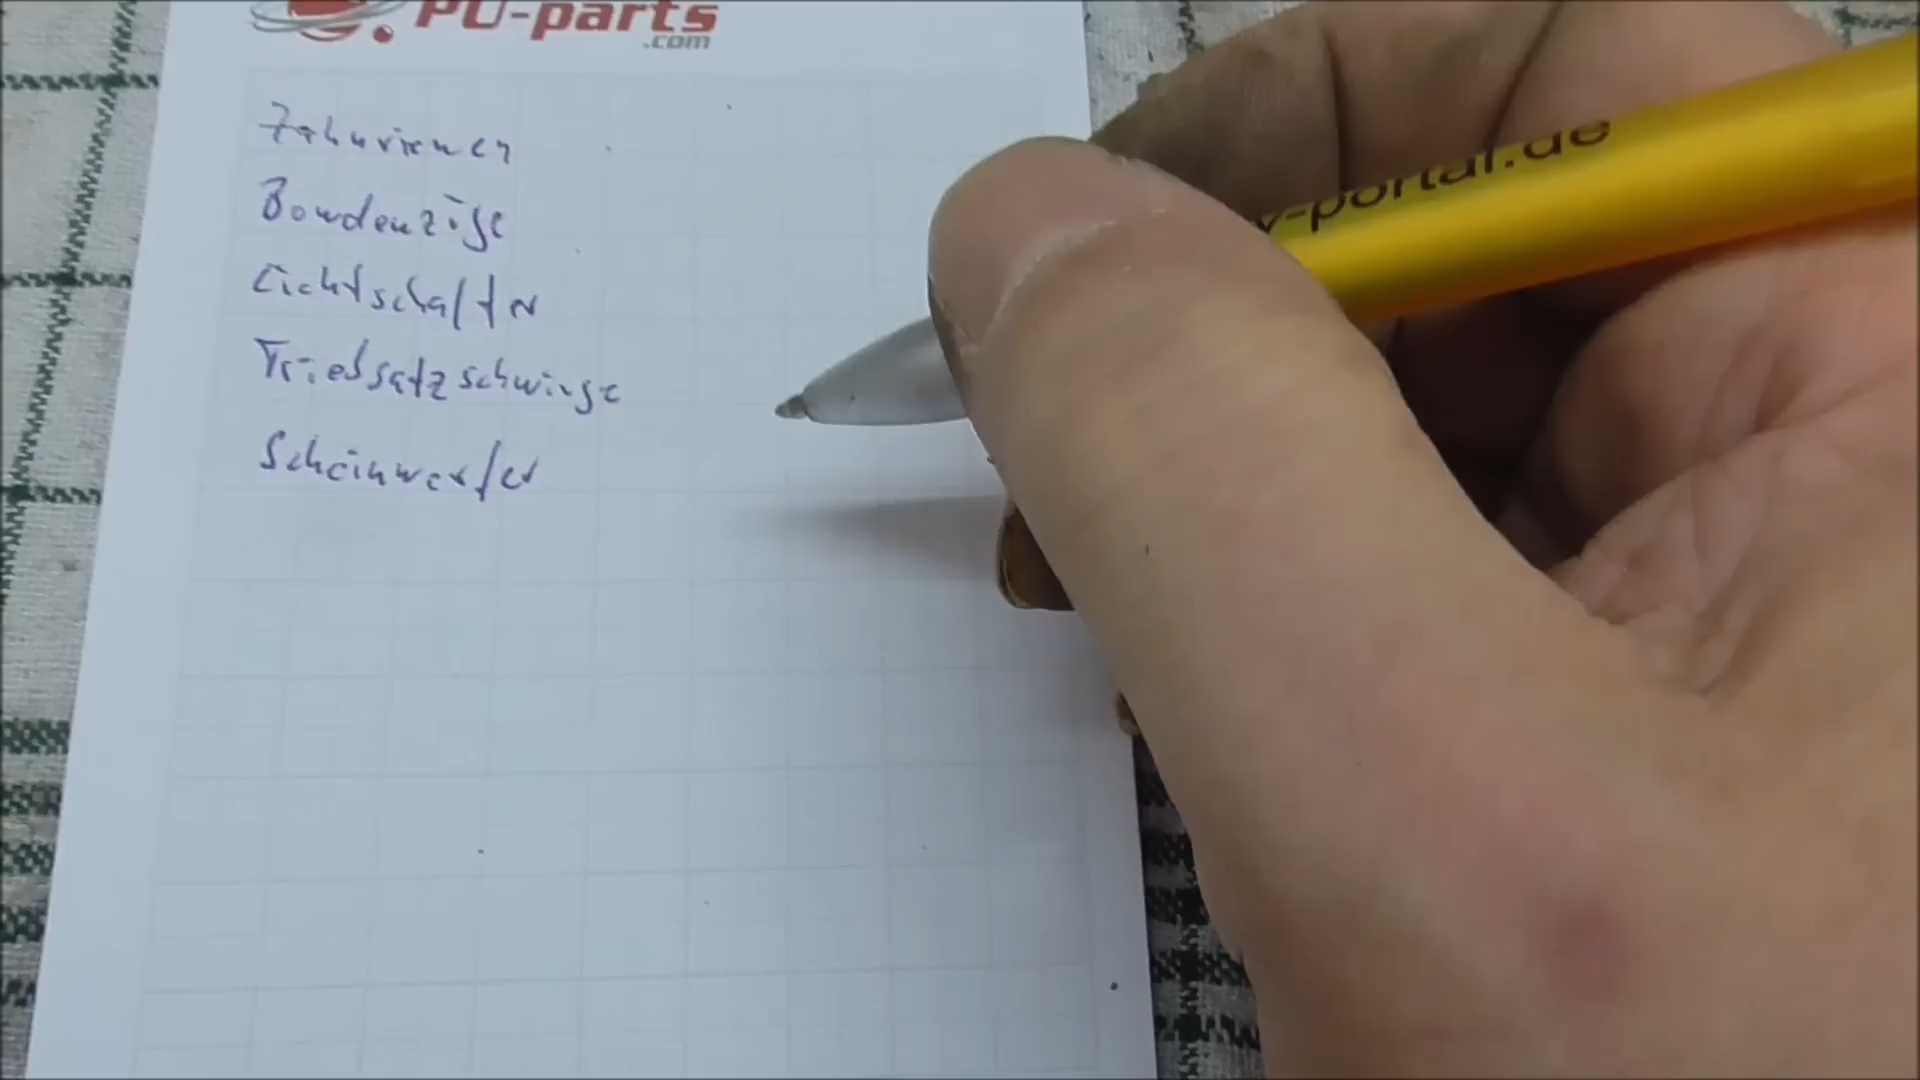 PU-parts
.com
Zahnriemen
Bowdenzüge
Lichtschalter
Triebsatzschwinge
Scheinwerfer
-portal.de